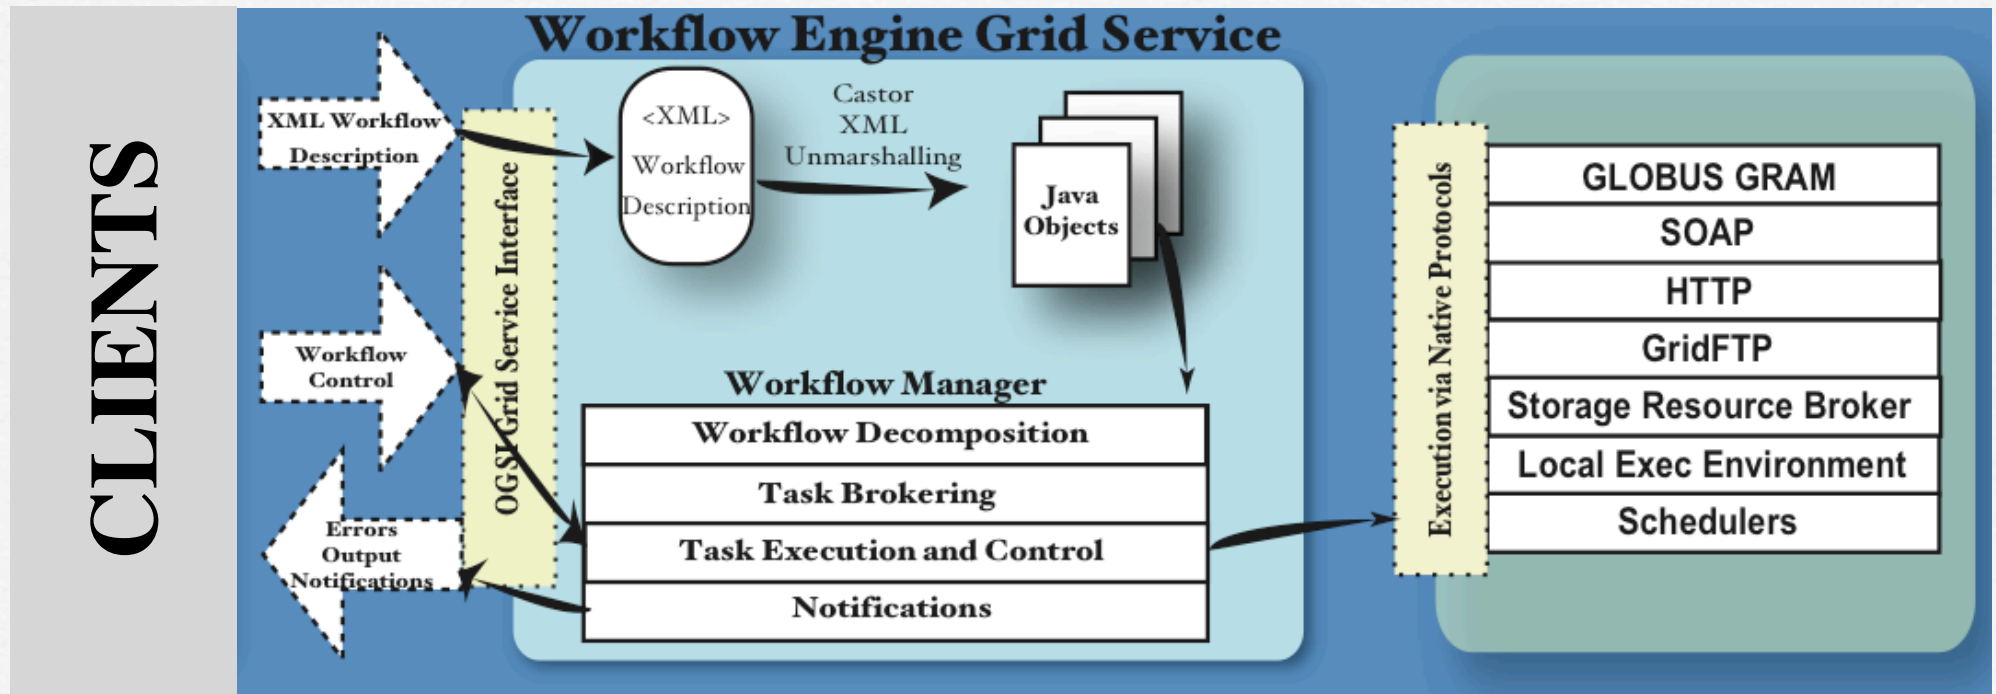 CLIENTS
Workflow Engine Grid Service
XML Workflow
Description
Workflow
Control
Errors
Output
Notifications
OGSI Grid Service Interface
<XML>
Workflow
Description
Castor
XML
Unmarshalling
Java
Objects
Workflow Manager
Workflow Decomposition
Task Brokering
Task Execution and Control
Notifications
Execution via Native Protocols
GLOBUS GRAM
SOAP
HTTP
GridFTP
Storage Resource Broker
Local Exec Environment
Schedulers